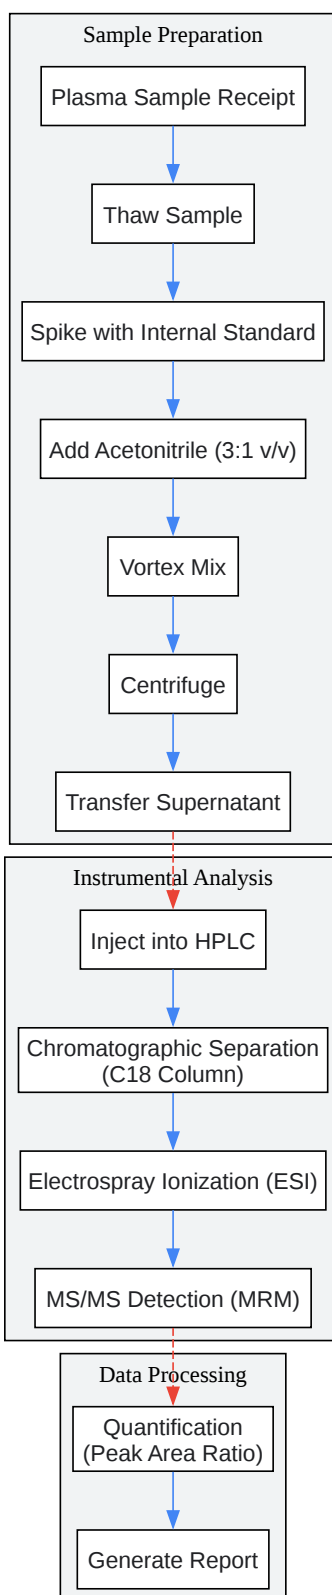 Sample Preparation
Plasma Sample Receipt
Thaw Sample
Spike with Internal Standard
Add Acetonitrile (3:1 v/v)
Vortex Mix
Centrifuge
Transfer Supernatant
Instrumental Analysis
Inject into HPLC
Chromatographic Separation
(C18 Column)
Electrospray Ionization (ESI)
MS/MS Detection (MRM)
Data Processing
Quantification
(Peak Area Ratio)
Generate Report